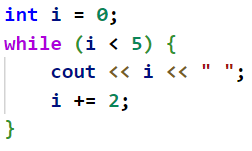 int i = 0;
while (i < 5) {
    cout << i << " ";
    i += 2;
}